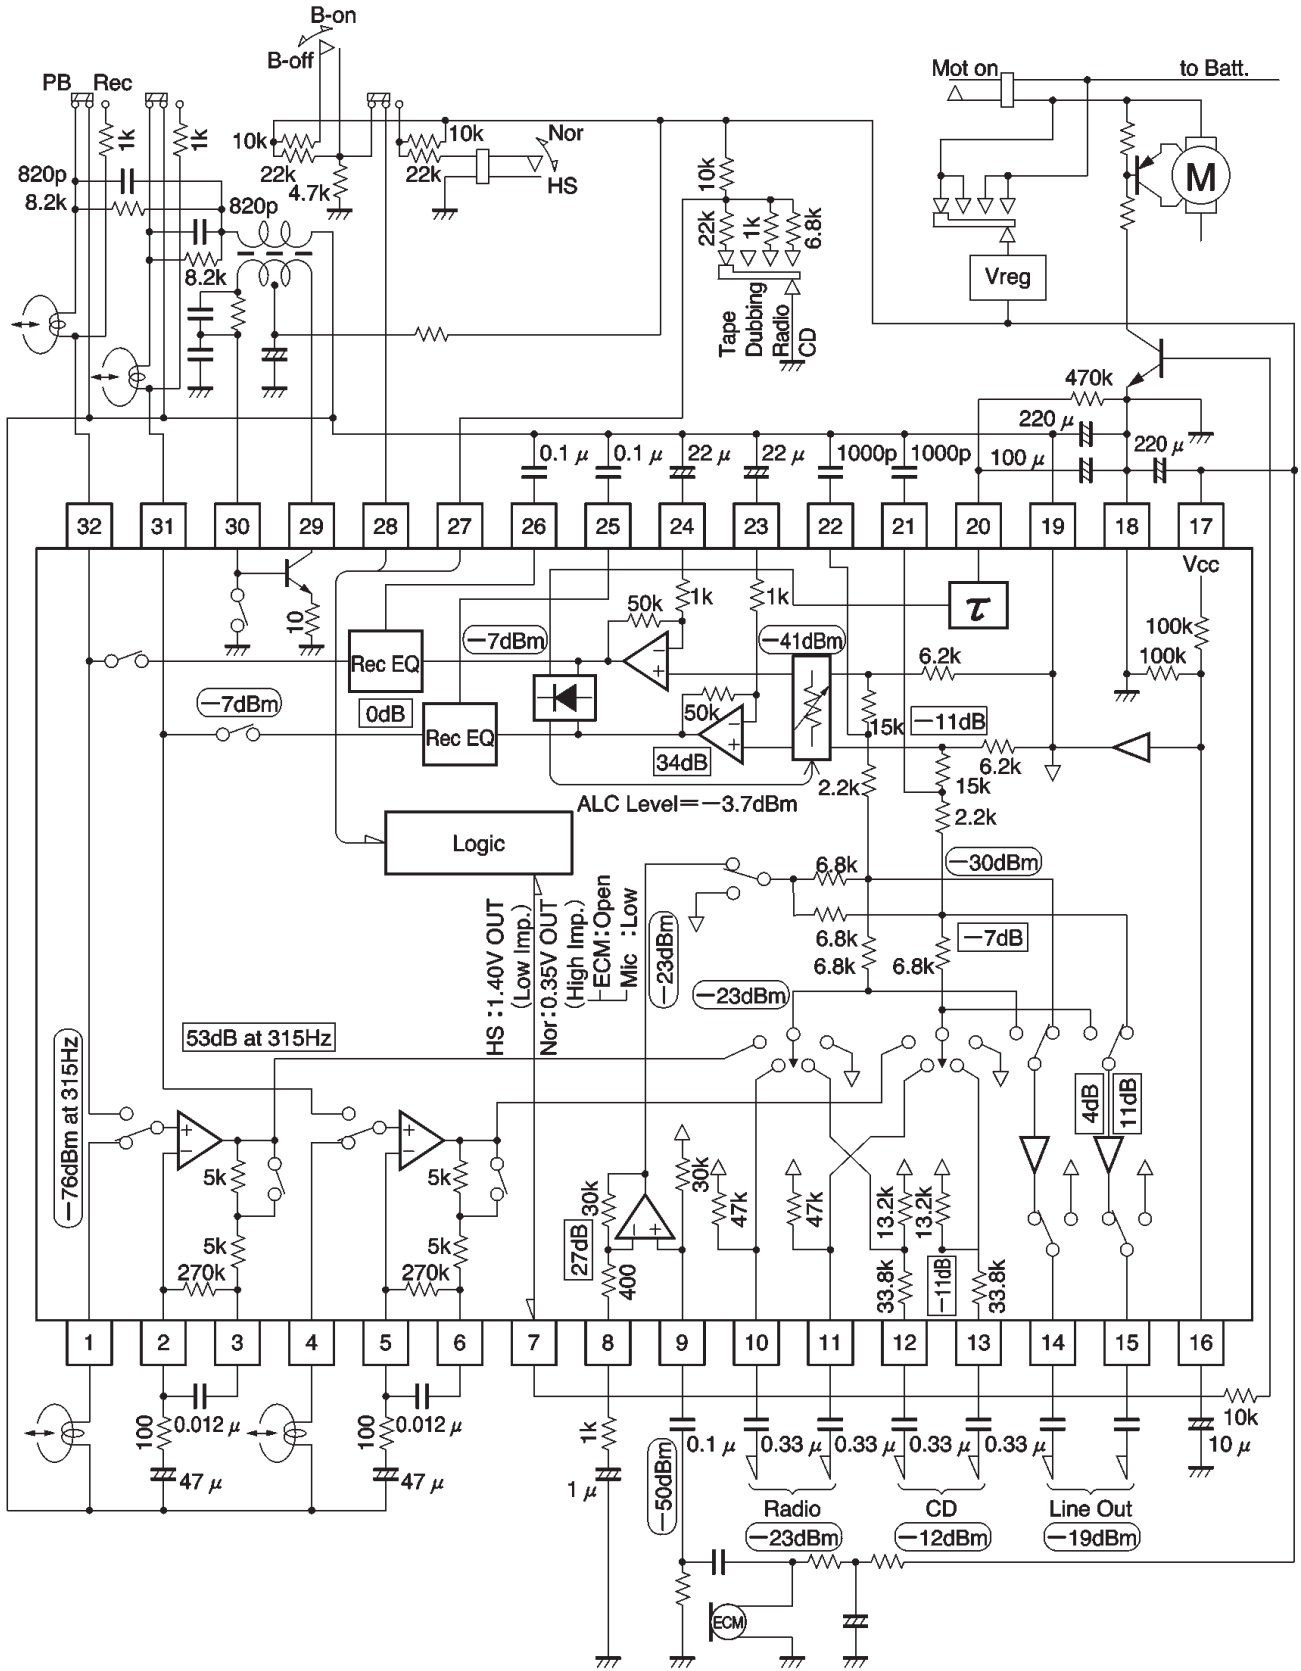 B-on
B-off
PB Rec
1k
1k
10k
22k
4.7k
10k
22k
Nor
HS
820p
8.2k
820p
8.2k
10k
22k
1k
6.8k
Tape
Dubbing
Radio
CD
Mot on
to Batt.
M
Vreg
470k
220 μ
220 μ
100 μ
0.1 μ
0.1 μ
22 μ
22 μ
1000p
1000p
32
31
30
29
28
27
26
25
24
23
22
21
20
19
18
17
Vcc
10
50k
1k
1k
τ
−7dBm
−41dBm
100k
100k
6.2k
Rec EQ
−7dBm
0dB
Rec EQ
50k
34dB
15k
−11dB
6.2k
15k
2.2k
2.2k
ALC Level=−3.7dBm
Logic
HS : 1.40V OUT
(Low Imp.)
Nor : 0.35V OUT
(High Imp.)
ECM : Open
Mic : Low
−23dBm
6.8k
−30dBm
6.8k
6.8k
−7dB
6.8k
−23dBm
−76dBm at 315Hz
53dB at 315Hz
4dB
11dB
5k
5k
270k
5k
5k
270k
27dB
30k
400
30k
47k
47k
13.2k
13.2k
33.8k
−11dB
33.8k
1
2
3
4
5
6
7
8
9
10
11
12
13
14
15
16
100
0.012 μ
47 μ
100
0.012 μ
47 μ
1k
1 μ
−50dBm
0.1 μ
0.33 μ
0.33 μ
0.33 μ
0.33 μ
10k
10 μ
Radio
−23dBm
CD
−12dBm
Line Out
−19dBm
ECM